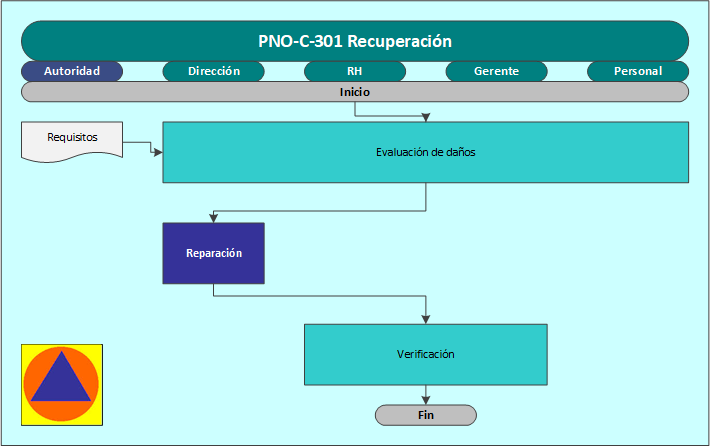 PNO-C-301 Recuperación
Autoridad
Dirección
RH
Gerente
Personal
Inicio
Requisitos
Evaluación de daños
Reparación
Verificación
Fin